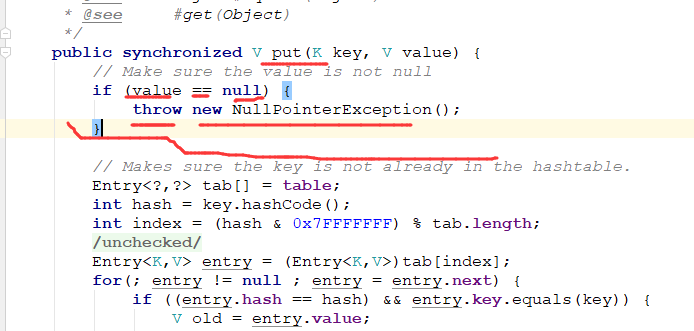 * @see #get(Object)
*/
public synchronized V put(K key, V value) {
// Make sure the value is not null
if (value == null) {
throw new NullPointerException();
}
// Makes sure the key is not already in the hashtable.
Entry<?,?> tab[] = table;
int hash = key.hashCode();
int index = (hash & 0x7FFFFFFF) % tab.length;
/unchecked/
Entry<K,V> entry = (Entry<K,V>)tab[index];
for(; entry != null ; entry = entry.next) {
if ((entry.hash == hash) && entry.key.equals(key)) {
V old = entry.value;